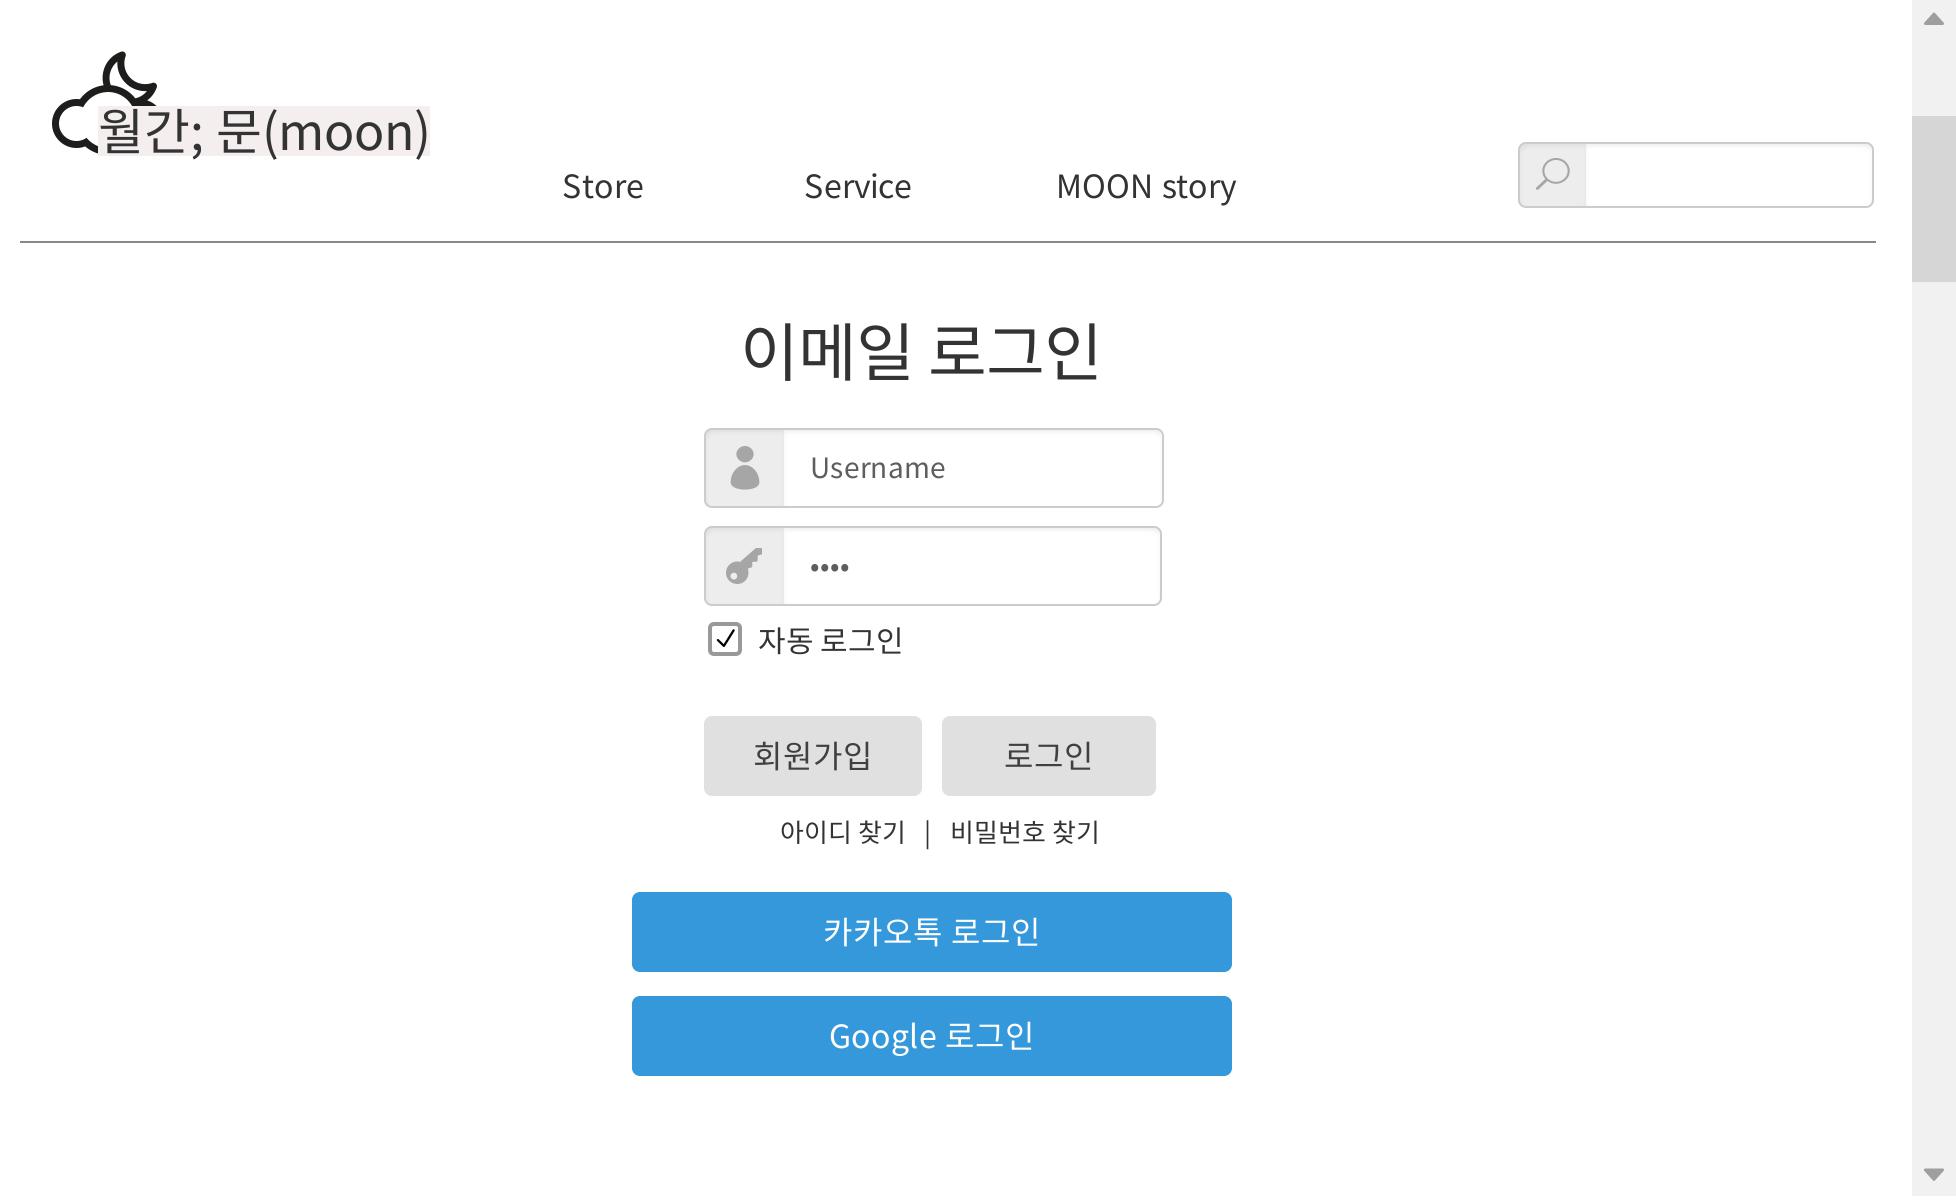 월간; 문(moon)
Store Service MOON story
이메일 로그인
Username
••••
자동 로그인
회원가입 로그인
아이디 찾기 | 비밀번호 찾기
카카오톡 로그인
Google 로그인